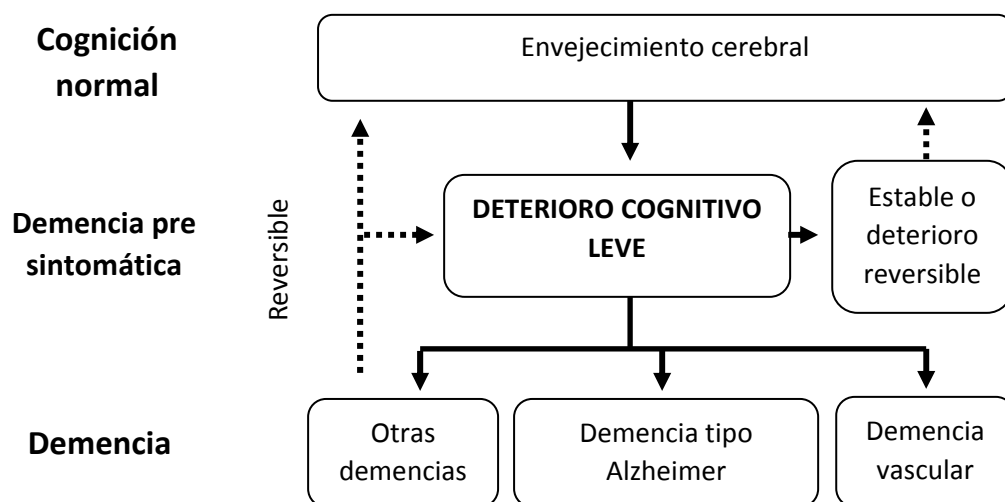 Cognición
normal
Envejecimiento cerebral
Demencia pre
sintomática
Reversible
DETERIORO COGNITIVO
LEVE
Estable o
deterioro
reversible
Demencia
Otras
demencias
Demencia tipo
Alzheimer
Demencia
vascular